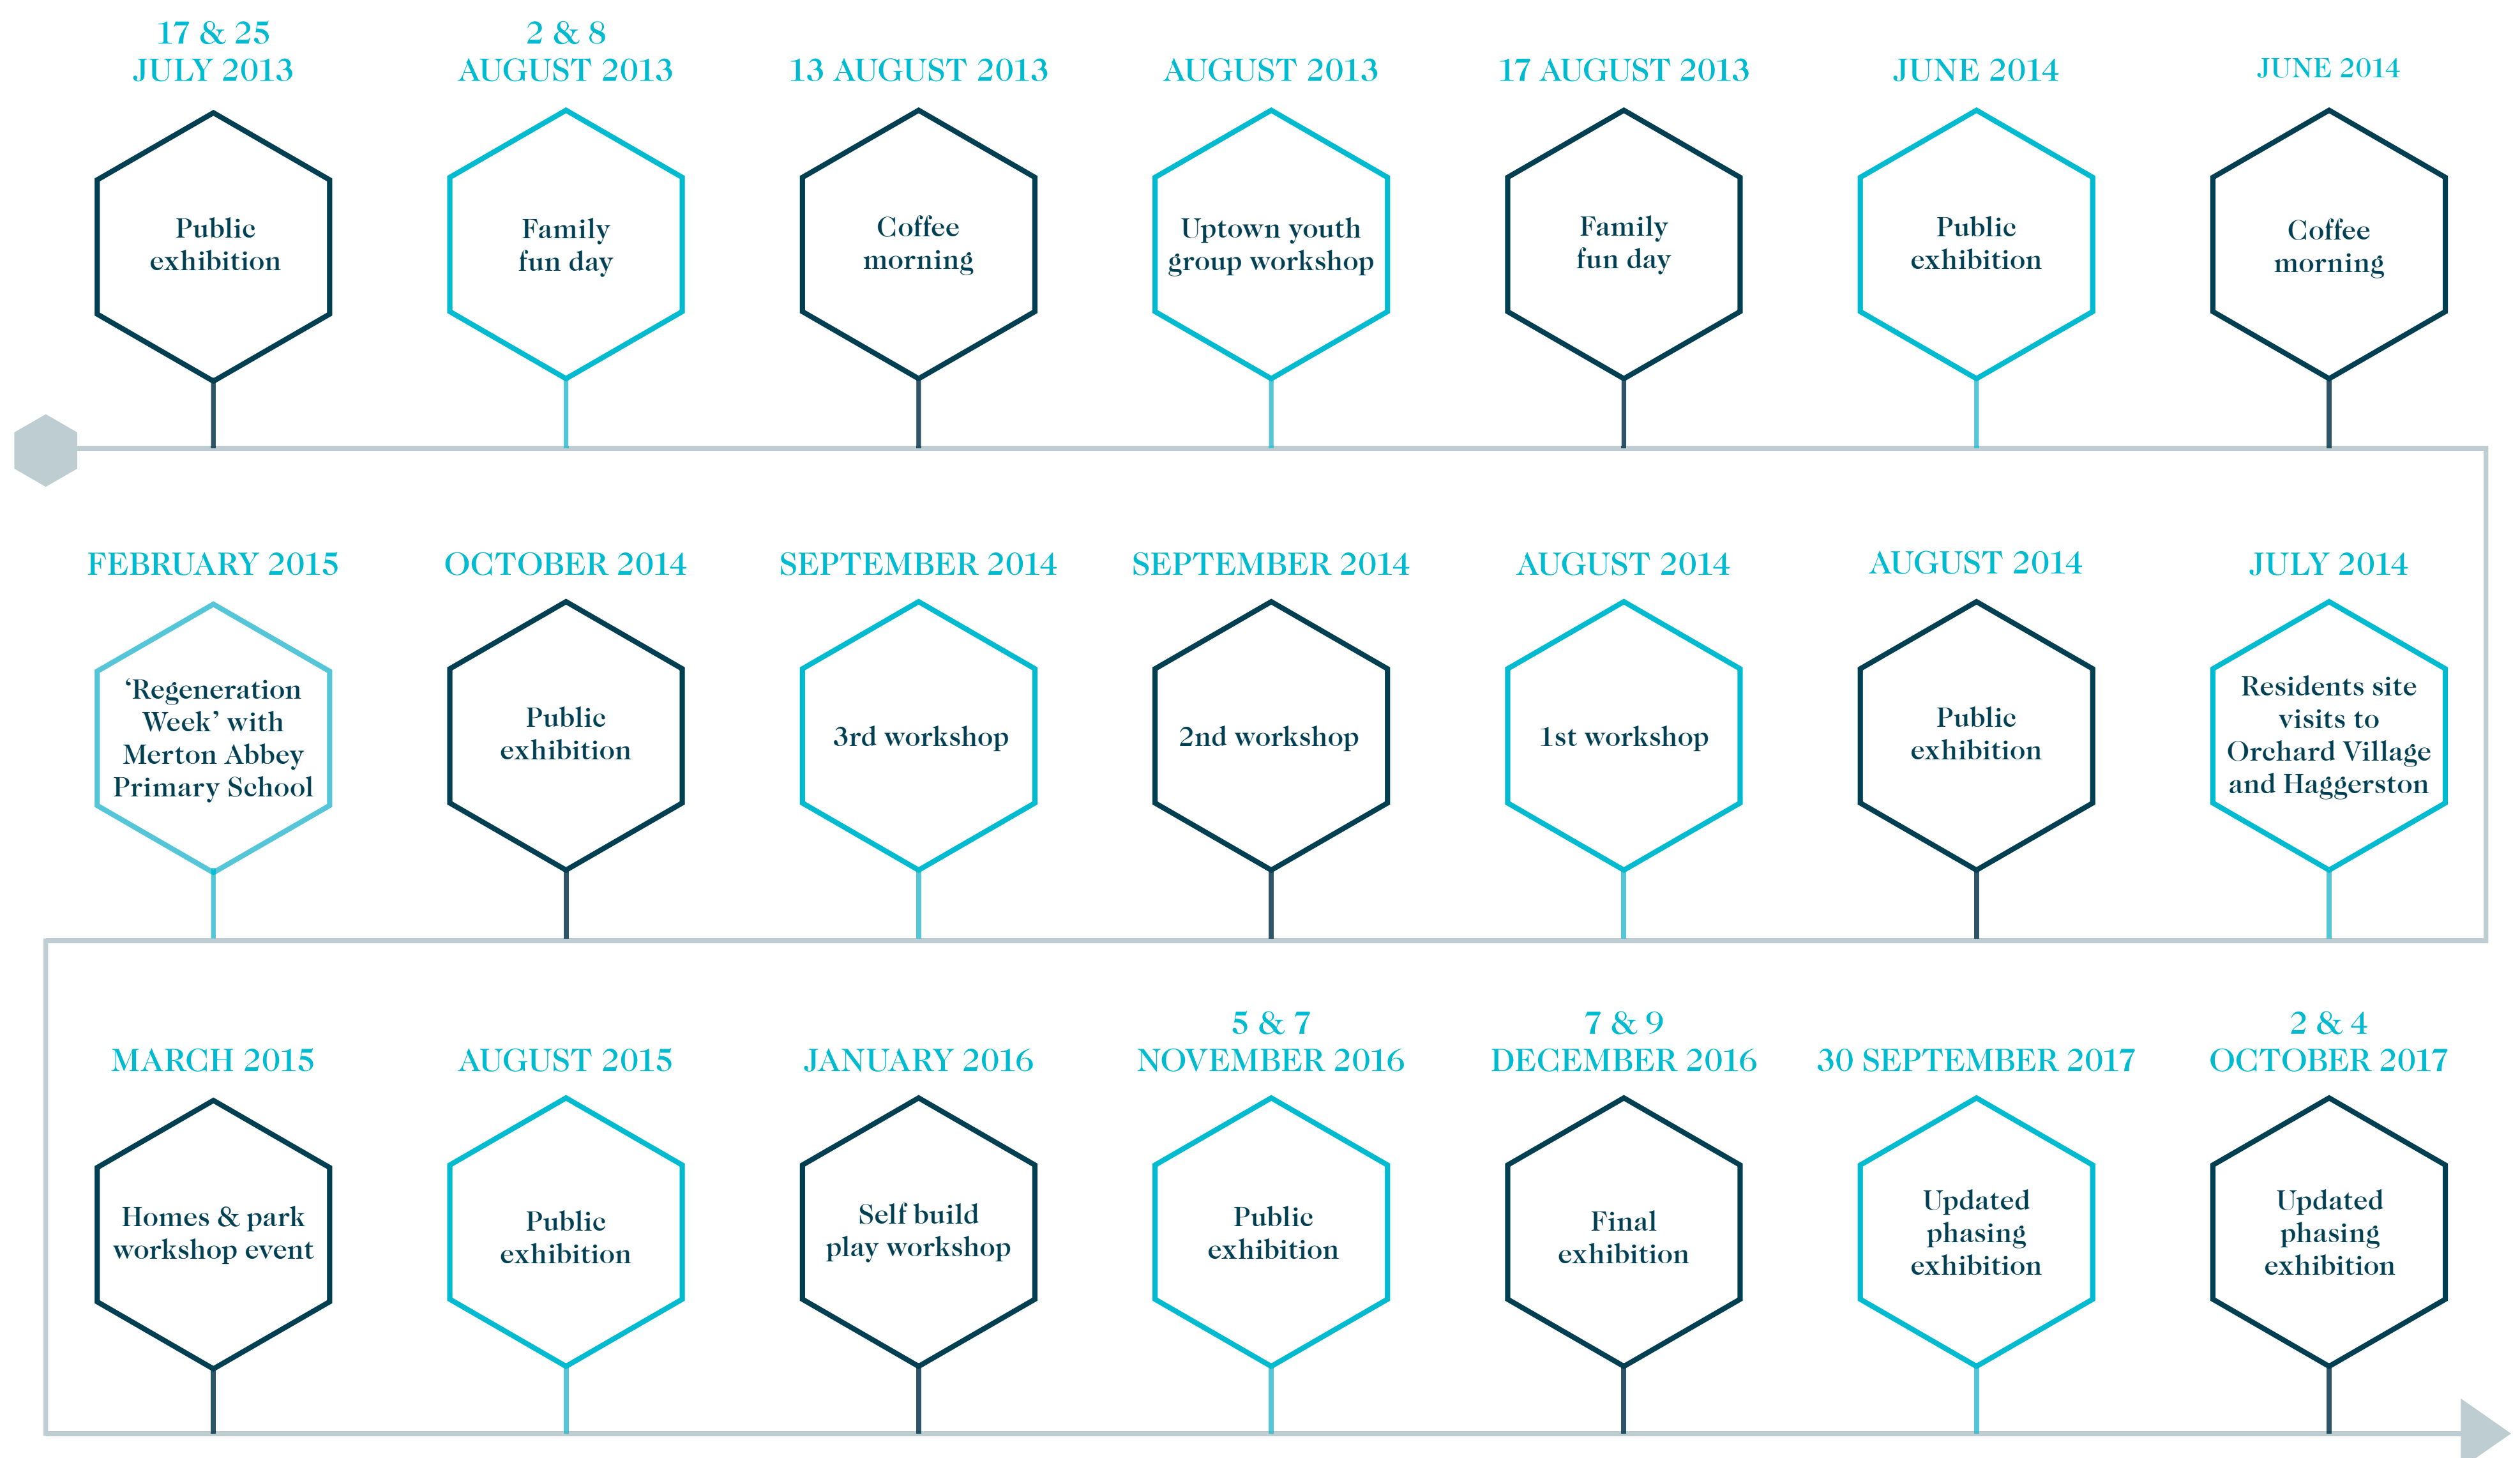 17 & 25
JULY 2013
Public
exhibition
2 & 8
AUGUST 2013
Family
fun day
13 AUGUST 2013
Coffee
morning
AUGUST 2013
Uptown youth
group workshop
17 AUGUST 2013
Family
fun day
JUNE 2014
Public
exhibition
JUNE 2014
Coffee
morning
JULY 2014
Residents site
visits to
Orchard Village
and Haggerston
AUGUST 2014
Public
exhibition
AUGUST 2014
1st workshop
SEPTEMBER 2014
2nd workshop
SEPTEMBER 2014
3rd workshop
OCTOBER 2014
Public
exhibition
FEBRUARY 2015
‘Regeneration
Week’ with
Merton Abbey
Primary School
MARCH 2015
Homes & park
workshop event
AUGUST 2015
Public
exhibition
JANUARY 2016
Self build
play workshop
5 & 7
NOVEMBER 2016
Public
exhibition
7 & 9
DECEMBER 2016
Final
exhibition
30 SEPTEMBER 2017
Updated
phasing
exhibition
2 & 4
OCTOBER 2017
Updated
phasing
exhibition